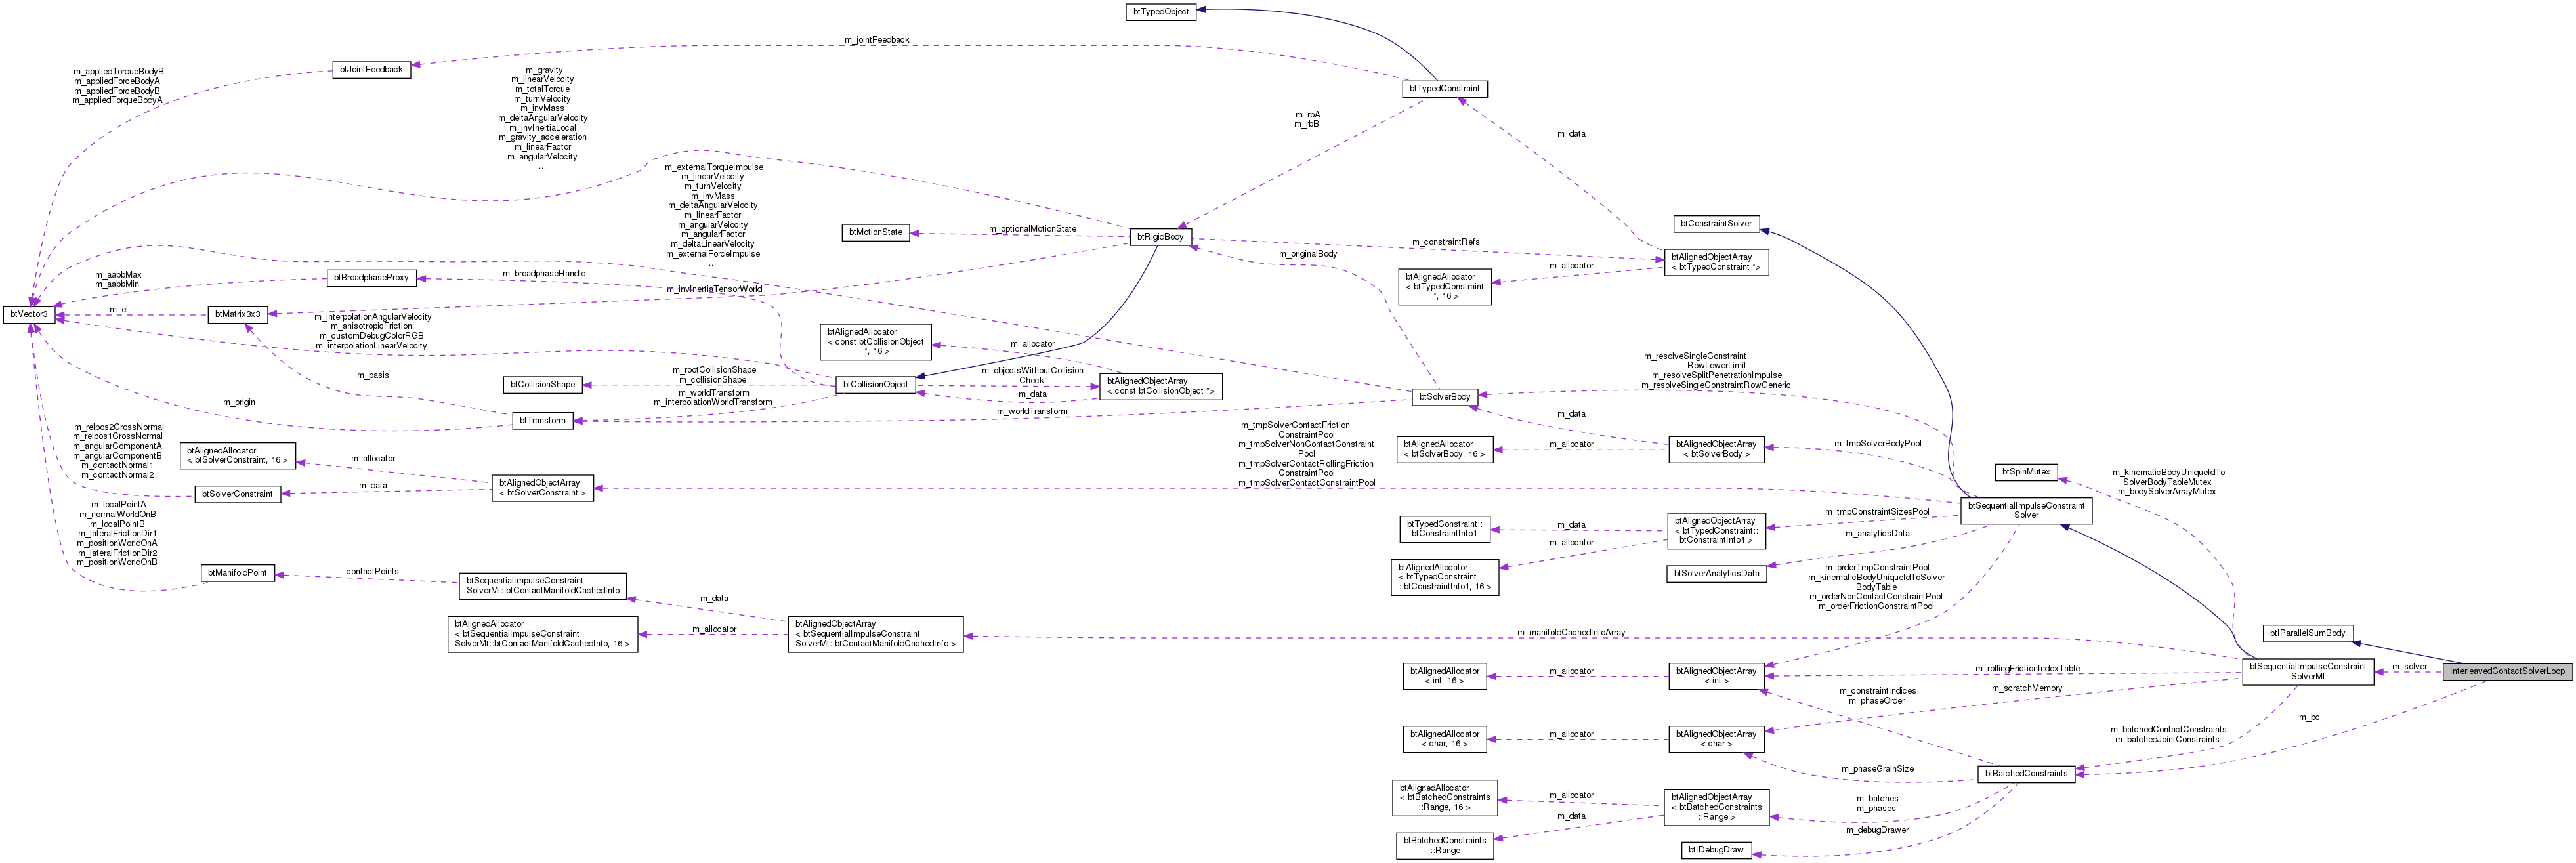 btTypedObject
m_jointFeedback
btJointFeedback
m_appliedTorqueBodyB
m_appliedForceBodyA
m_appliedForceBodyB
m_appliedTorqueBodyA
m_gravity
m_linearVelocity
m_totalTorque
m_turnVelocity
m_invMass
m_deltaAngularVelocity
m_invInertiaLocal
m_gravity_acceleration
m_linearFactor
m_angularVelocity
...
btTypedConstraint
m_rbA
m_rbB
m_data
m_externalTorqueImpulse
m_linearVelocity
m_turnVelocity
m_invMass
m_deltaAngularVelocity
m_linearFactor
m_angularVelocity
m_angularFactor
m_deltaLinearVelocity
m_externalForceImpulse
...
btMotionState
m_optionalMotionState
btRigidBody
m_constraintRefs
btConstraintSolver
btAlignedObjectArray
< btTypedConstraint *>
m_originalBody
m_allocator
btAlignedAllocator
< btTypedConstraint
*, 16 >
m_aabbMax
m_aabbMin
btBroadphaseProxy
m_broadphaseHandle
m_invInertiaTensorWorld
btVector3
m_el
btMatrix3x3
m_interpolationAngularVelocity
m_anisotropicFriction
m_customDebugColorRGB
m_interpolationLinearVelocity
btAlignedAllocator
< const btCollisionObject
*, 16 >
m_allocator
m_basis
btCollisionShape
m_rootCollisionShape
m_collisionShape
btCollisionObject
m_objectsWithoutCollision
Check
m_data
btAlignedObjectArray
< const btCollisionObject *>
m_worldTransform
m_interpolationWorldTransform
m_resolveSingleConstraint
RowLowerLimit
m_resolveSplitPenetrationImpulse
m_resolveSingleConstraintRowGeneric
btSolverBody
m_origin
btTransform
m_worldTransform
m_data
m_relpos2CrossNormal
m_relpos1CrossNormal
m_angularComponentA
m_angularComponentB
m_contactNormal1
m_contactNormal2
btAlignedAllocator
< btSolverConstraint, 16 >
m_allocator
m_tmpSolverContactFriction
ConstraintPool
m_tmpSolverNonContactConstraint
Pool
m_tmpSolverContactRollingFriction
ConstraintPool
m_tmpSolverContactConstraintPool
btAlignedAllocator
< btSolverBody, 16 >
m_allocator
btAlignedObjectArray
< btSolverBody >
m_tmpSolverBodyPool
btSolverConstraint
m_data
btAlignedObjectArray
< btSolverConstraint >
btSpinMutex
m_kinematicBodyUniqueIdTo
SolverBodyTableMutex
m_bodySolverArrayMutex
btSequentialImpulseConstraint
Solver
m_localPointA
m_normalWorldOnB
m_localPointB
m_lateralFrictionDir1
m_positionWorldOnA
m_lateralFrictionDir2
m_positionWorldOnB
btTypedConstraint::
btConstraintInfo1
m_data
btAlignedObjectArray
< btTypedConstraint::
btConstraintInfo1 >
m_tmpConstraintSizesPool
m_allocator
m_analyticsData
btAlignedAllocator
< btTypedConstraint
::btConstraintInfo1, 16 >
btSolverAnalyticsData
btManifoldPoint
contactPoints
btSequentialImpulseConstraint
SolverMt::btContactManifoldCachedInfo
m_data
m_orderTmpConstraintPool
m_kinematicBodyUniqueIdToSolver
BodyTable
m_orderNonContactConstraintPool
m_orderFrictionConstraintPool
btAlignedAllocator
< btSequentialImpulseConstraint
SolverMt::btContactManifoldCachedInfo, 16 >
m_allocator
btAlignedObjectArray
< btSequentialImpulseConstraint
SolverMt::btContactManifoldCachedInfo >
m_manifoldCachedInfoArray
btIParallelSumBody
btAlignedAllocator
< int, 16 >
m_allocator
btAlignedObjectArray
< int >
m_rollingFrictionIndexTable
btSequentialImpulseConstraint
SolverMt
m_solver
InterleavedContactSolverLoop
m_constraintIndices
m_phaseOrder
m_scratchMemory
m_bc
btAlignedAllocator
< char, 16 >
m_allocator
btAlignedObjectArray
< char >
m_batchedContactConstraints
m_batchedJointConstraints
m_phaseGrainSize
btBatchedConstraints
btAlignedAllocator
< btBatchedConstraints
::Range, 16 >
m_allocator
btAlignedObjectArray
< btBatchedConstraints
::Range >
m_batches
m_phases
m_data
m_debugDrawer
btBatchedConstraints
::Range
btIDebugDraw